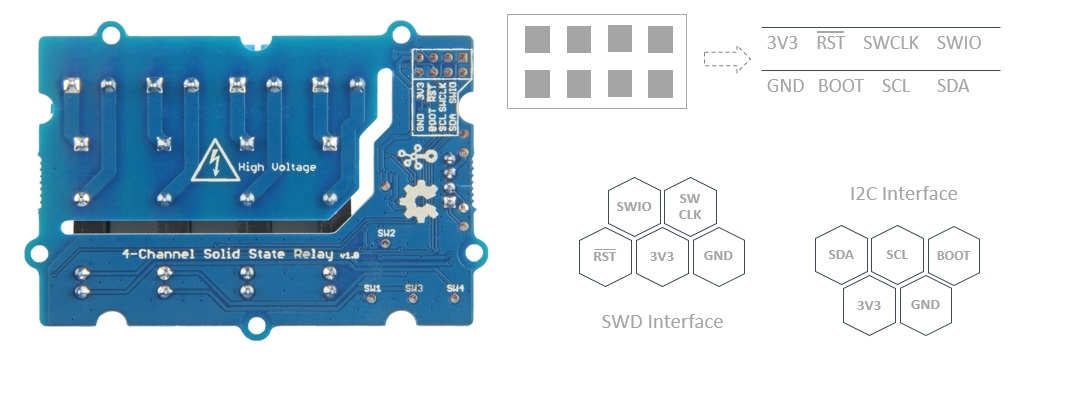 3V3 RST SWCLK SWIO
GND BOOT SCL SDA
GND 3V3
BOOT RST
SCL SWCLK
SDA SWIO
High Voltage
SW2
4-Channel Solid State Relay v1.0
SW1 SW3 SW4
SWIO
SW
CLK
RST
3V3
GND
SWD Interface
I2C Interface
SDA
SCL
BOOT
3V3
GND